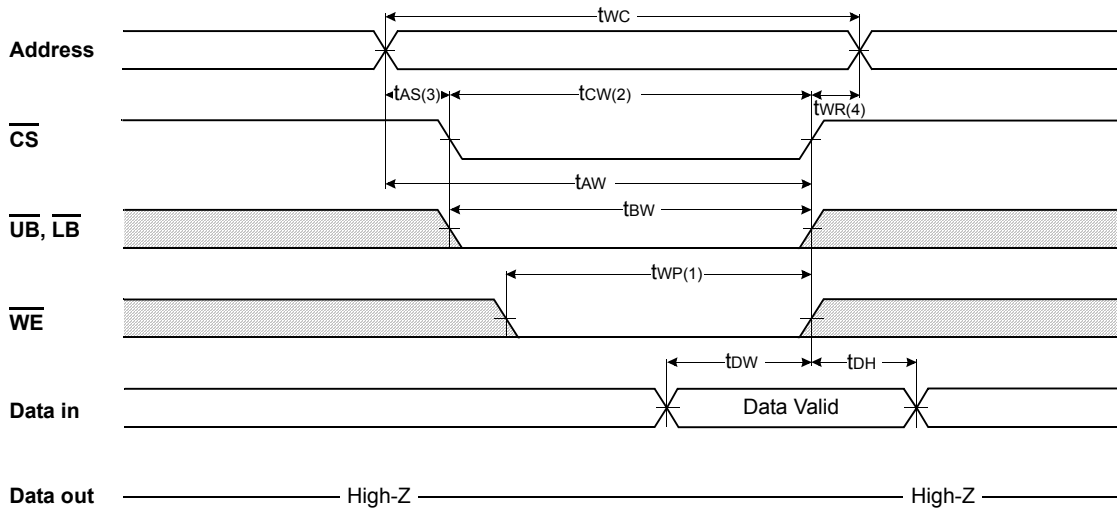 tWC
Address
tAS(3) tCW(2) tWR(4)
CS
tAW
UB, LB
tBW
tWP(1)
WE
tDW tDH
Data in Data Valid
Data out High-Z High-Z